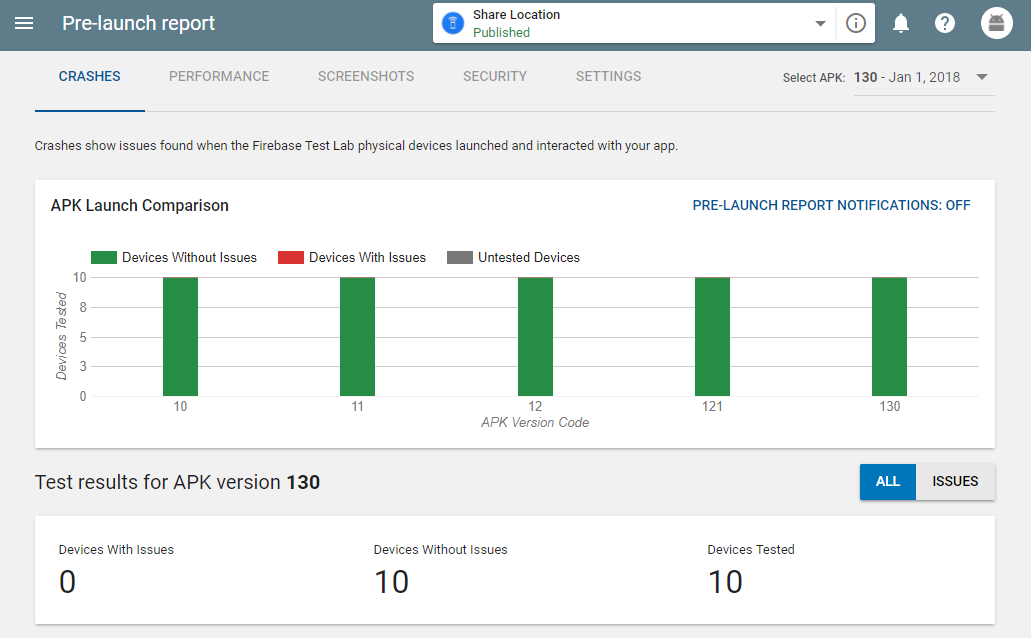 Pre-launch report
Share Location
Published
CRASHES
PERFORMANCE
SCREENSHOTS
SECURITY
SETTINGS
Select APK: 130 - Jan 1, 2018
Crashes show issues found when the Firebase Test Lab physical devices launched and interacted with your app.
APK Launch Comparison
PRE-LAUNCH REPORT NOTIFICATIONS: OFF
Devices Without Issues
Devices With Issues
Untested Devices
Devices Tested
10
8
5
3
0
10
11
12
121
130
APK Version Code
Test results for APK version 130
ALL
ISSUES
Devices With Issues
0
Devices Without Issues
10
Devices Tested
10